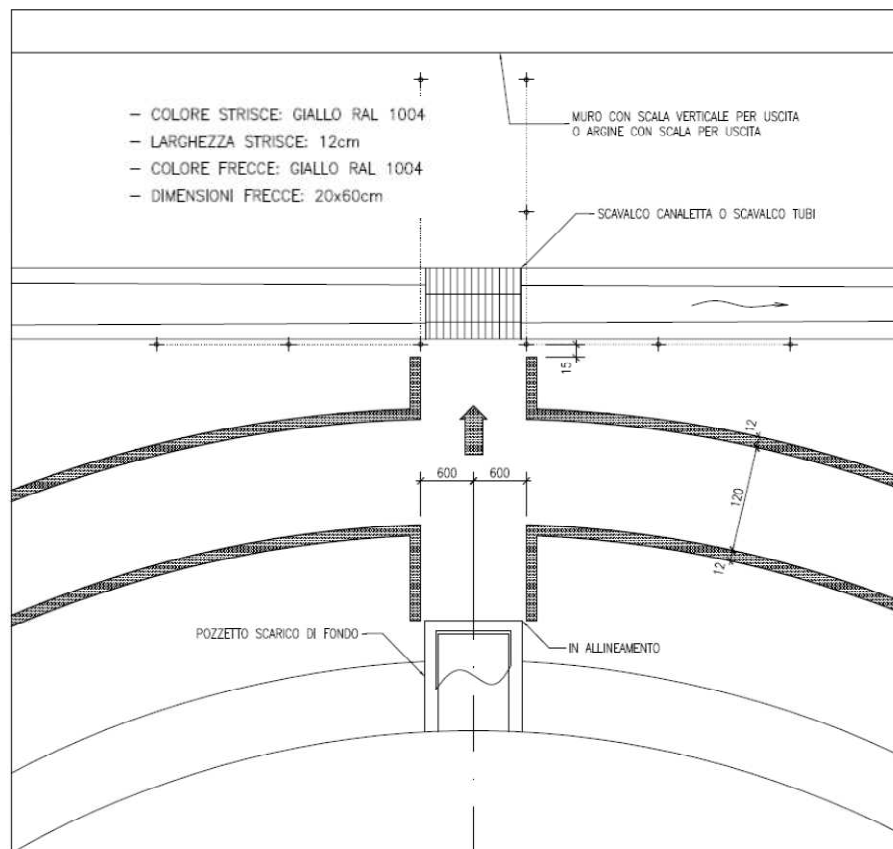 – COLORE STRISCE: GIALLO RAL 1004
– LARGHEZZA STRISCE: 12cm
– COLORE FRECCE: GIALLO RAL 1004
– DIMENSIONI FRECCE: 20x60cm
MURO CON SCALA VERTICALE PER USCITA
O ARGINE CON SCALA PER USCITA
SCAVALCO CANALETTA O SCAVALCO TUBI
15
12
600 600
120
12
POZZETTO SCARICO DI FONDO
IN ALLINEAMENTO